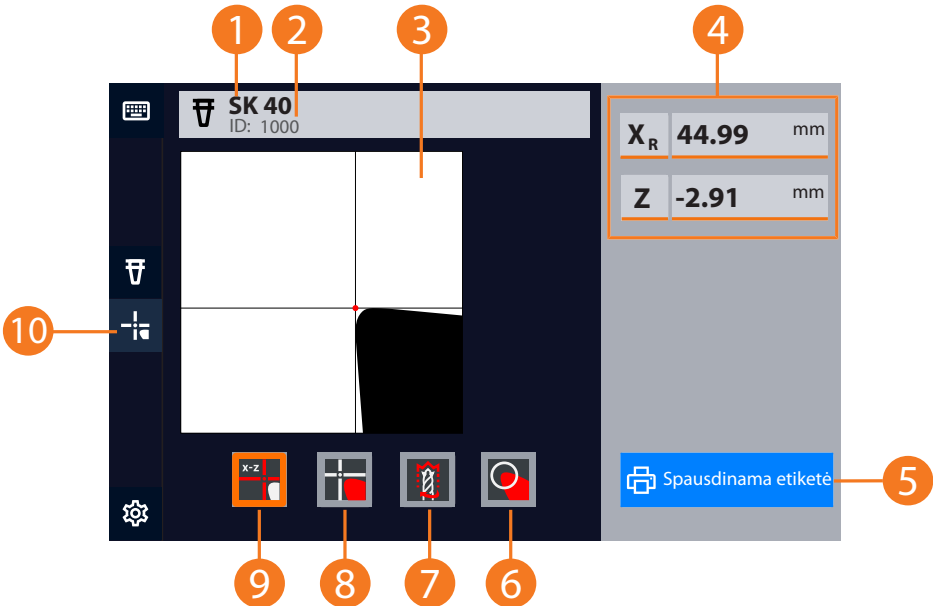 1 2 3 4
SK 40
ID: 1000
X R 44.99 mm
Z -2.91 mm
10
X-Z
Spausdinama etiketė 5
9 8 7 6